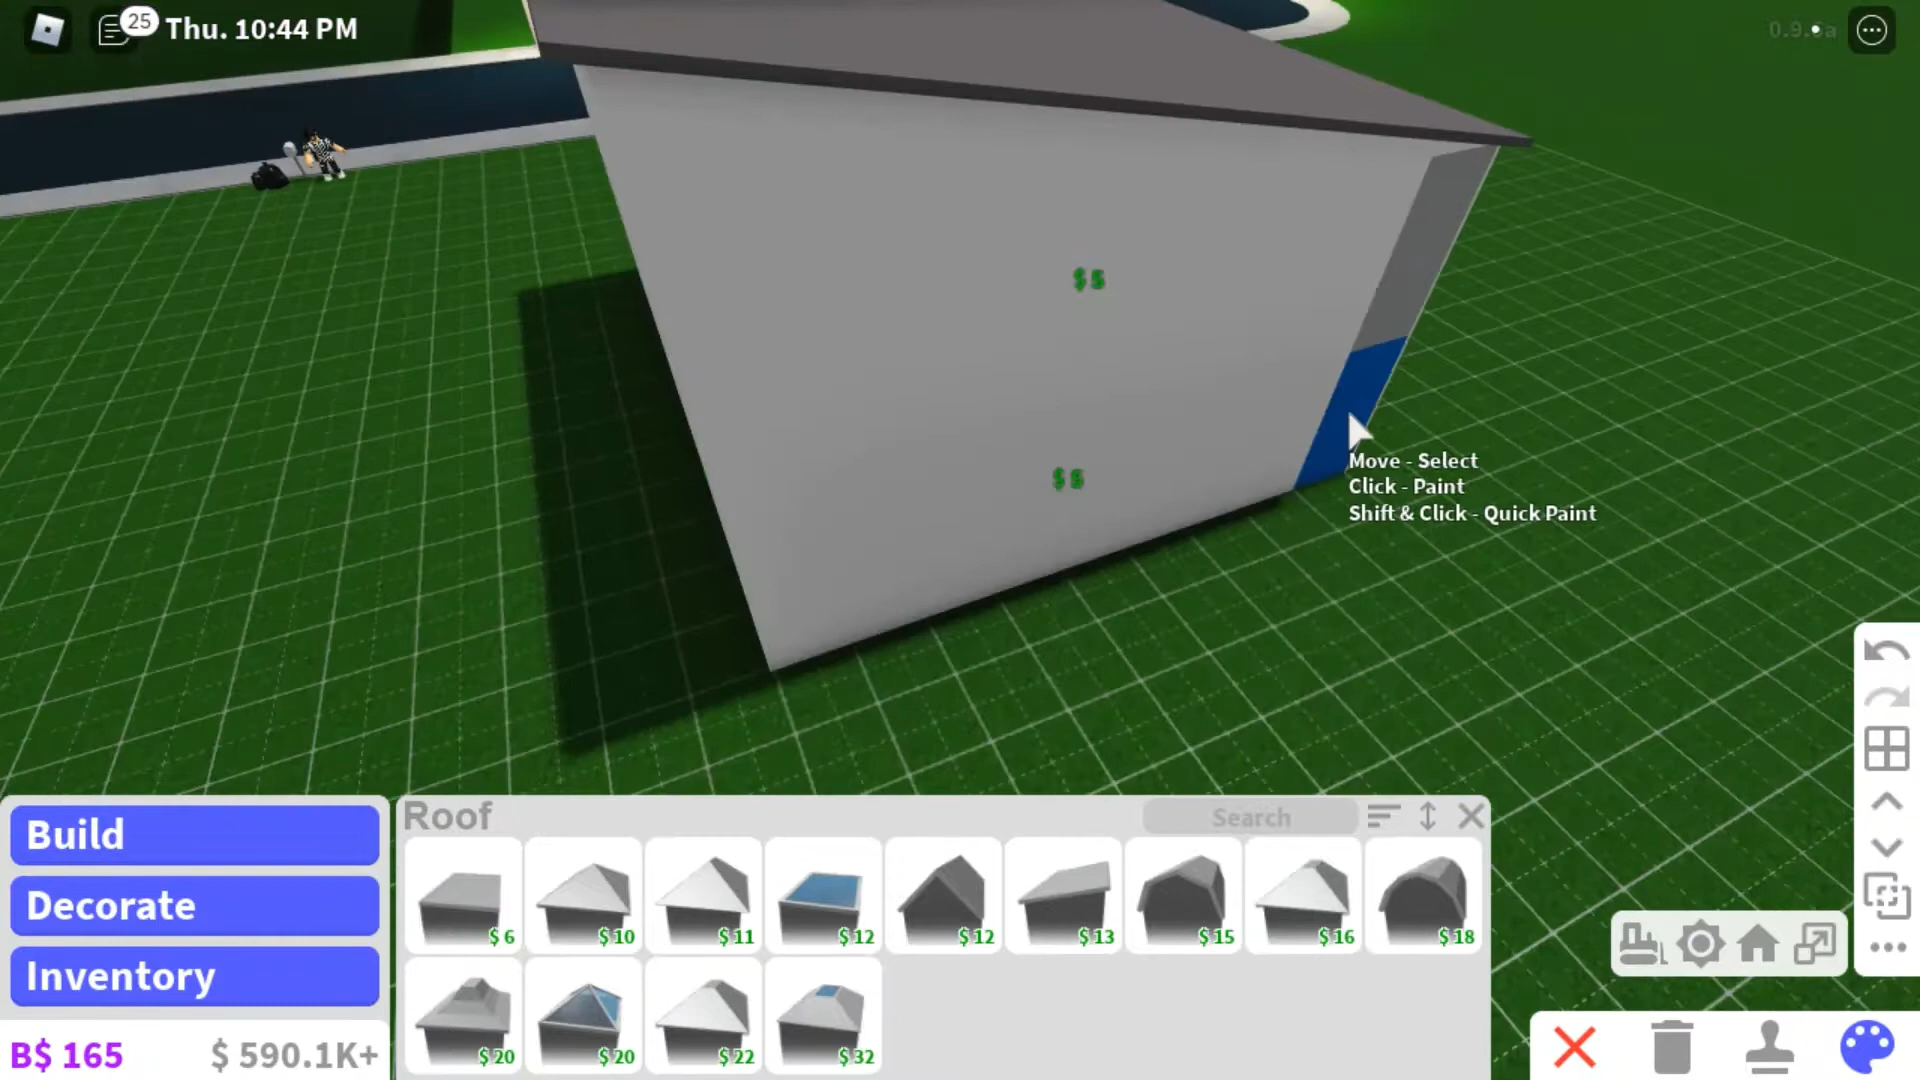 25 Thu. 10:44 PM
$5
$5
Move - Select
Click - Paint
Shift & Click - Quick Paint
Build
Decorate
Inventory
B$ 165 $ 590.1K+
Roof Search
$6 $10 $11 $12 $12 $13 $15 $16 $18
$20 $20 $22 $32